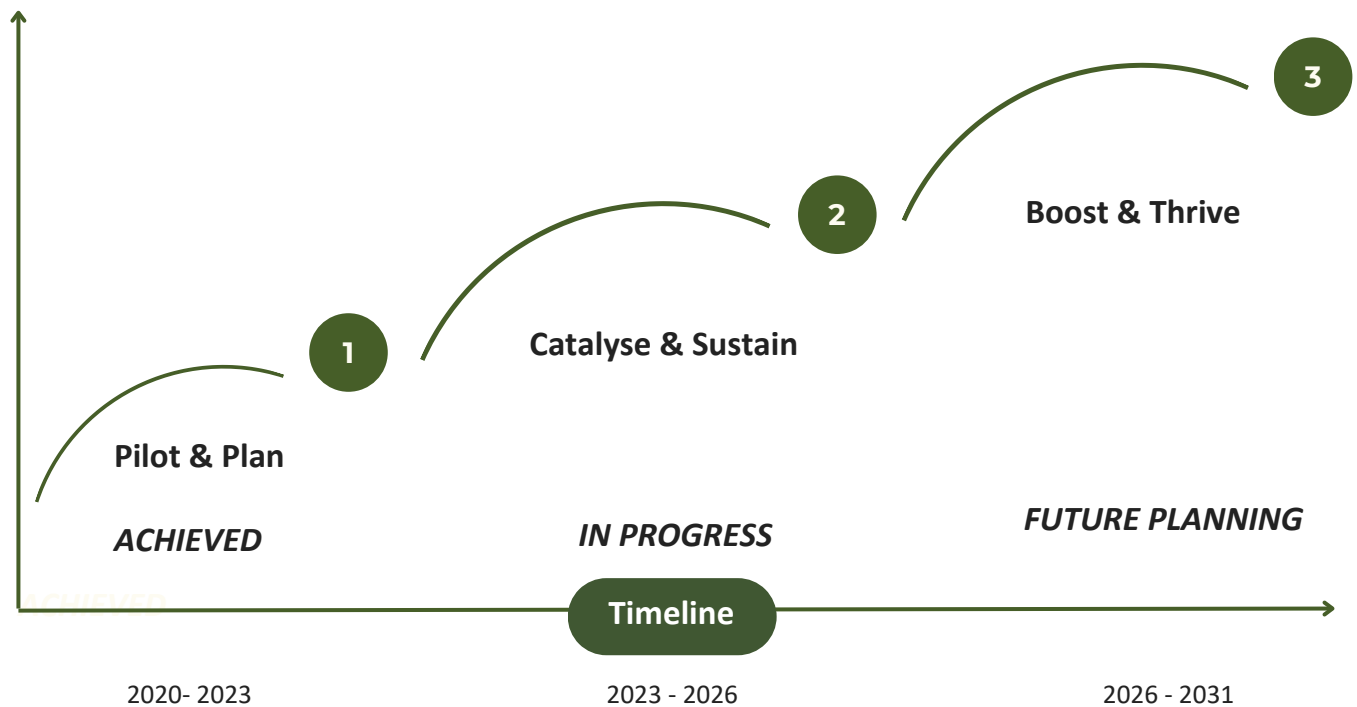 3
2
Boost & Thrive
1
Catalyse & Sustain
Pilot & Plan
ACHIEVED
IN PROGRESS
FUTURE PLANNING
ACHIEVED
Timeline
2020- 2023
2023 - 2026
2026 - 2031